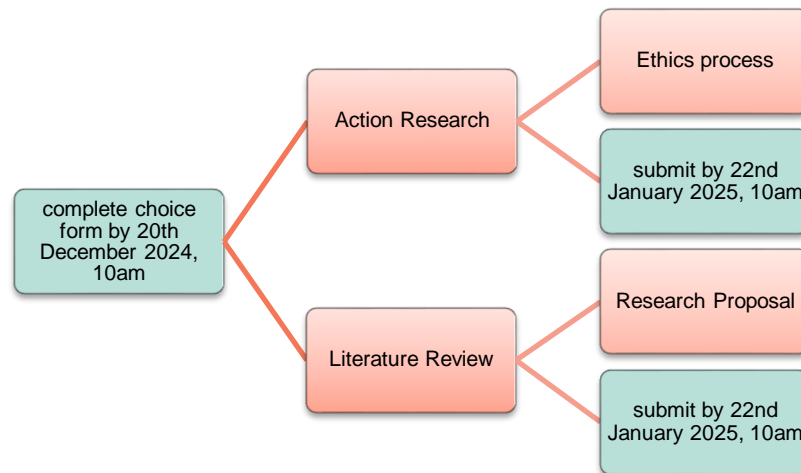 complete choice
form by 20th
December 2024,
10am
Action Research
Ethics process
submit by 22nd
January 2025, 10am
Literature Review
Research Proposal
submit by 22nd
January 2025, 10am